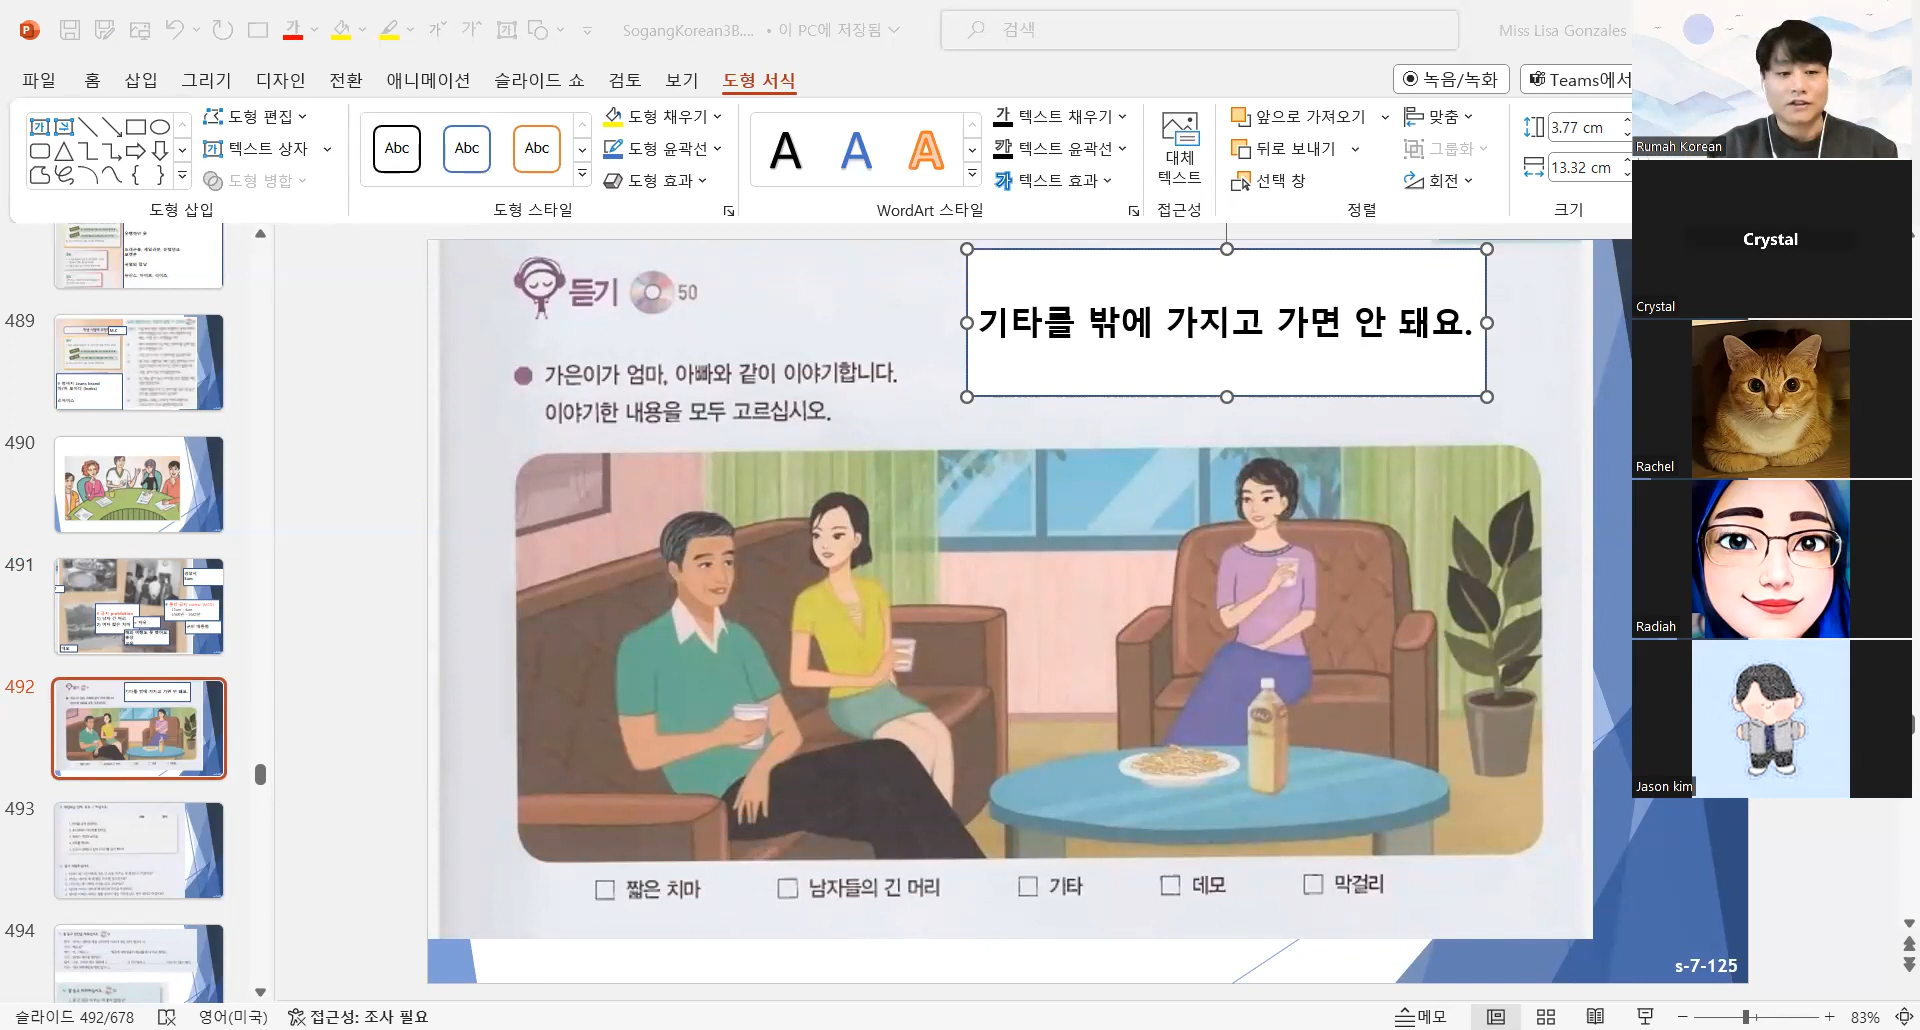 SogangKorean3B.... • 이 PC에 저장됨
검색
Miss Lisa Gonzales
파일 홈 삽입 그리기 디자인 전환 애니메이션 슬라이드 쇼 검토 보기 도형 서식
녹음/녹화
Teams에서
도형 편집
텍스트 상자
도형 병합
도형 삽입
Abc Abc Abc
도형 채우기
도형 윤곽선
도형 효과
도형 스타일
A A A
텍스트 채우기
텍스트 윤곽선
텍스트 효과
WordArt 스타일
대체
텍스트
접근성
앞으로 가져오기
뒤로 보내기
선택 창
맞춤
그룹화
회전
정렬
3.77 cm
13.32 cm
크기
489
490
491
492
493
494
듣기 50
기타를 밖에 가지고 가면 안 돼요.
가은이가 엄마, 아빠와 같이 이야기합니다.
이야기한 내용을 모두 고르십시오.
짧은 치마
남자들의 긴 머리
기타
데모
막걸리
s-7-125
Rumah Korean
Crystal
Crystal
Rachel
Radiah
Jason kim
슬라이드 492/678
영어(미국)
접근성: 조사 필요
메모
83%